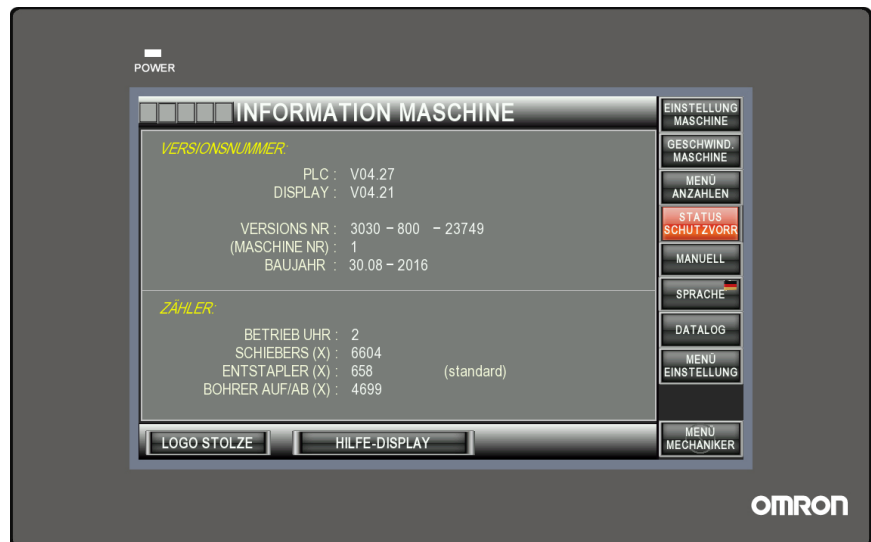 POWER
INFORMATION MASCHINE
VERSIONSNUMMER:
PLC : V04.27
DISPLAY : V04.21
VERSIONS NR : 3030 - 800 - 23749
(MASCHINE NR) : 1
BAUJAHR : 30.08 - 2016
ZÄHLER:
BETRIEB UHR : 2
SCHIEBERS (X) : 6604
ENTSTAPLER (X) : 658 (standard)
BOHRER AUF/AB (X) : 4699
LOGO STOLZE
HILFE-DISPLAY
EINSTELLUNG
MASCHINE
GESCHWIND.
MASCHINE
MENÜ
ANZAHLEN
STATUS
SCHUTZVORR
MANUELL
SPRACHE
DATALOG
MENÜ
EINSTELLUNG
MENÜ
MECHANIKER
OMRON